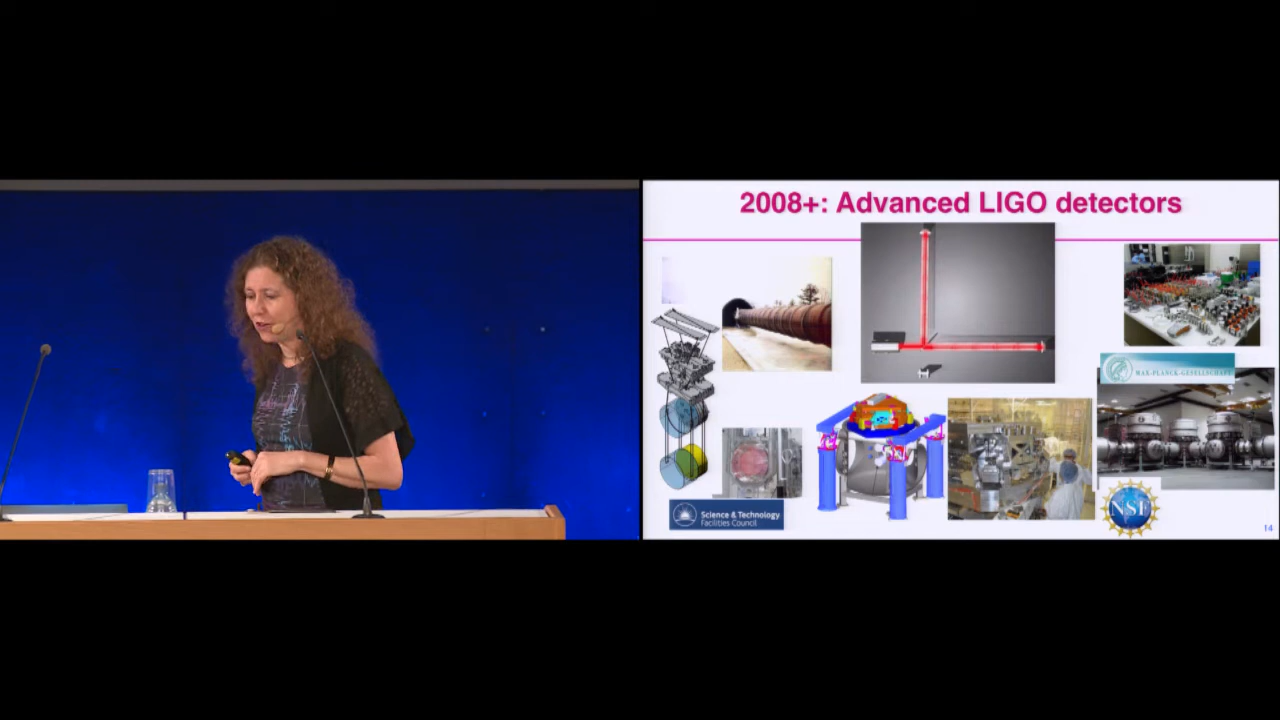 2008+: Advanced LIGO detectors
MAX-PLANCK-GESELLSCHAFT
Science & Technology
Facilities Council
NSF
14